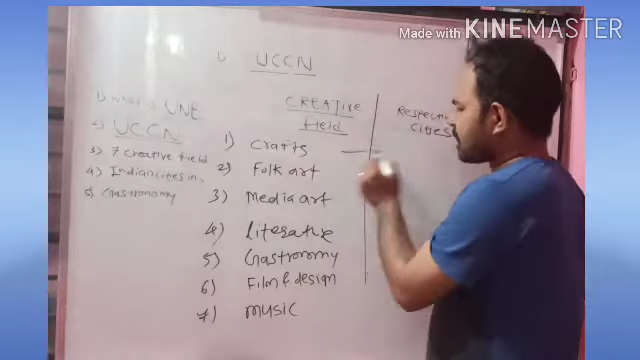 Made with KINEMASTER
1) UCCN
1) what is UNE
2) UCCN
3) 7 creative field
4) Indian cities in.
5) Gastronomy
CREATIVE
field
Respective
Cities
1) Crafts
2) Folk art
3) Media art
4) literative
5) Gastronomy
6) Film & design
7) music